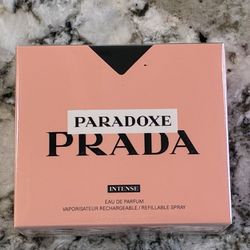 PARADOXE
PRADA
INTENSE
EAU DE PARFUM
VAPORISATEUR RECHARGEABLE / REFILLABLE SPRAY